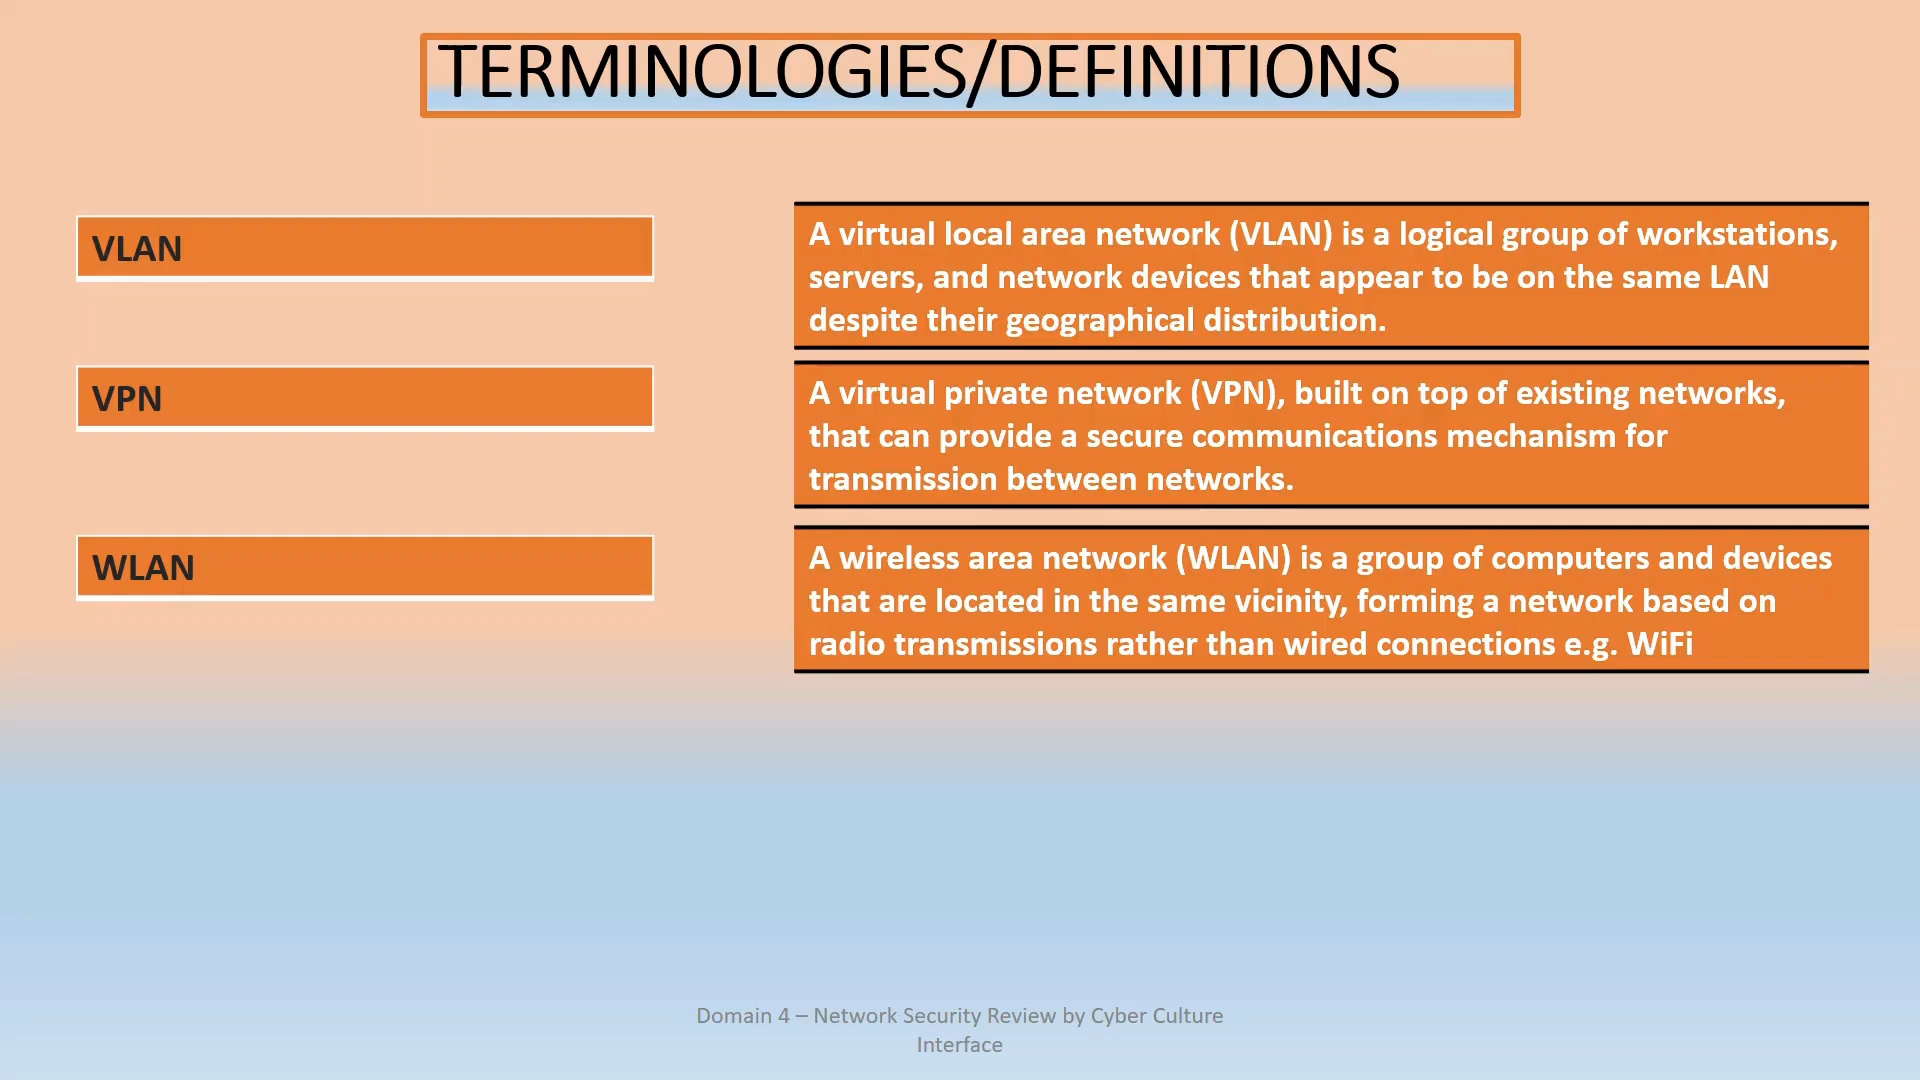 TERMINOLOGIES/DEFINITIONS
VLAN
A virtual local area network (VLAN) is a logical group of workstations,
servers, and network devices that appear to be on the same LAN
despite their geographical distribution.
VPN
A virtual private network (VPN), built on top of existing networks,
that can provide a secure communications mechanism for
transmission between networks.
WLAN
A wireless area network (WLAN) is a group of computers and devices
that are located in the same vicinity, forming a network based on
radio transmissions rather than wired connections e.g. WiFi
Domain 4 – Network Security Review by Cyber Culture
Interface